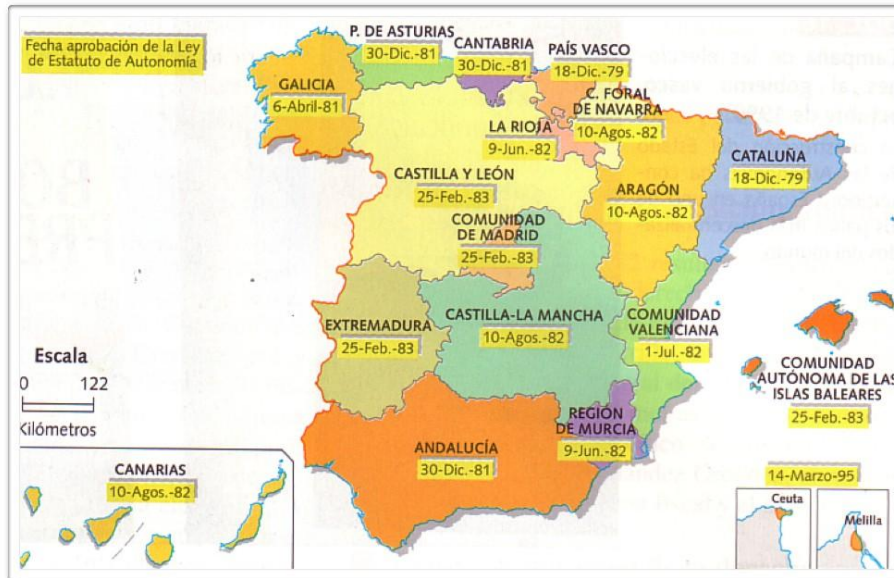 Fecha aprobación de la Ley
de Estatuto de Autonomía
P. DE ASTURIAS
30-Dic.-81
CANTABRIA
30-Dic.-81
PAÍS VASCO
18-Dic.-79
GALICIA
6-Abril-81
C. FORAL
DE NAVARRA
10-Agos.-82
LA RIOJA
9-Jun.-82
CATALUÑA
18-Dic.-79
CASTILLA Y LEÓN
25-Feb.-83
ARAGÓN
10-Agos.-82
COMUNIDAD
DE MADRID
25-Feb.-83
EXTREMADURA
25-Feb.-83
CASTILLA-LA MANCHA
10-Agos.-82
COMUNIDAD
VALENCIANA
1-Jul.-82
COMUNIDAD
AUTÓNOMA DE LAS
ISLAS BALEARES
25-Feb.-83
Escala
0 122
Kilómetros
REGIÓN
DE MURCIA
9-Jun.-82
ANDALUCÍA
30-Dic.-81
CANARIAS
10-Agos.-82
14-Marzo-95
Ceuta
Melilla